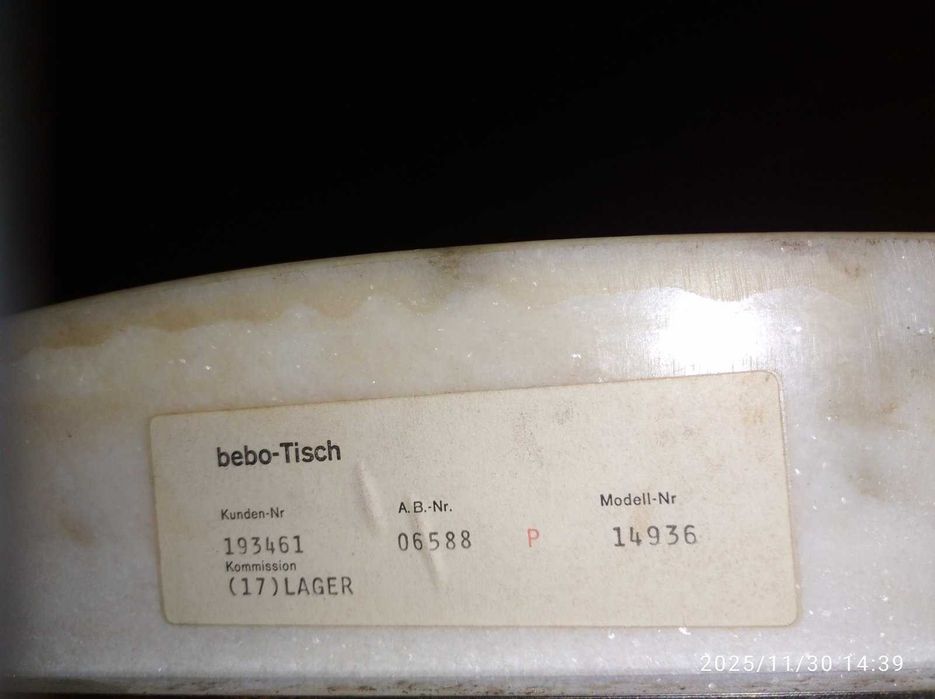 bebo-Tisch
Kunden-Nr A.B.-Nr. Modell-Nr
193461 06588 P 14936
Kommission
(17)LAGER
2025/11/30 14:39